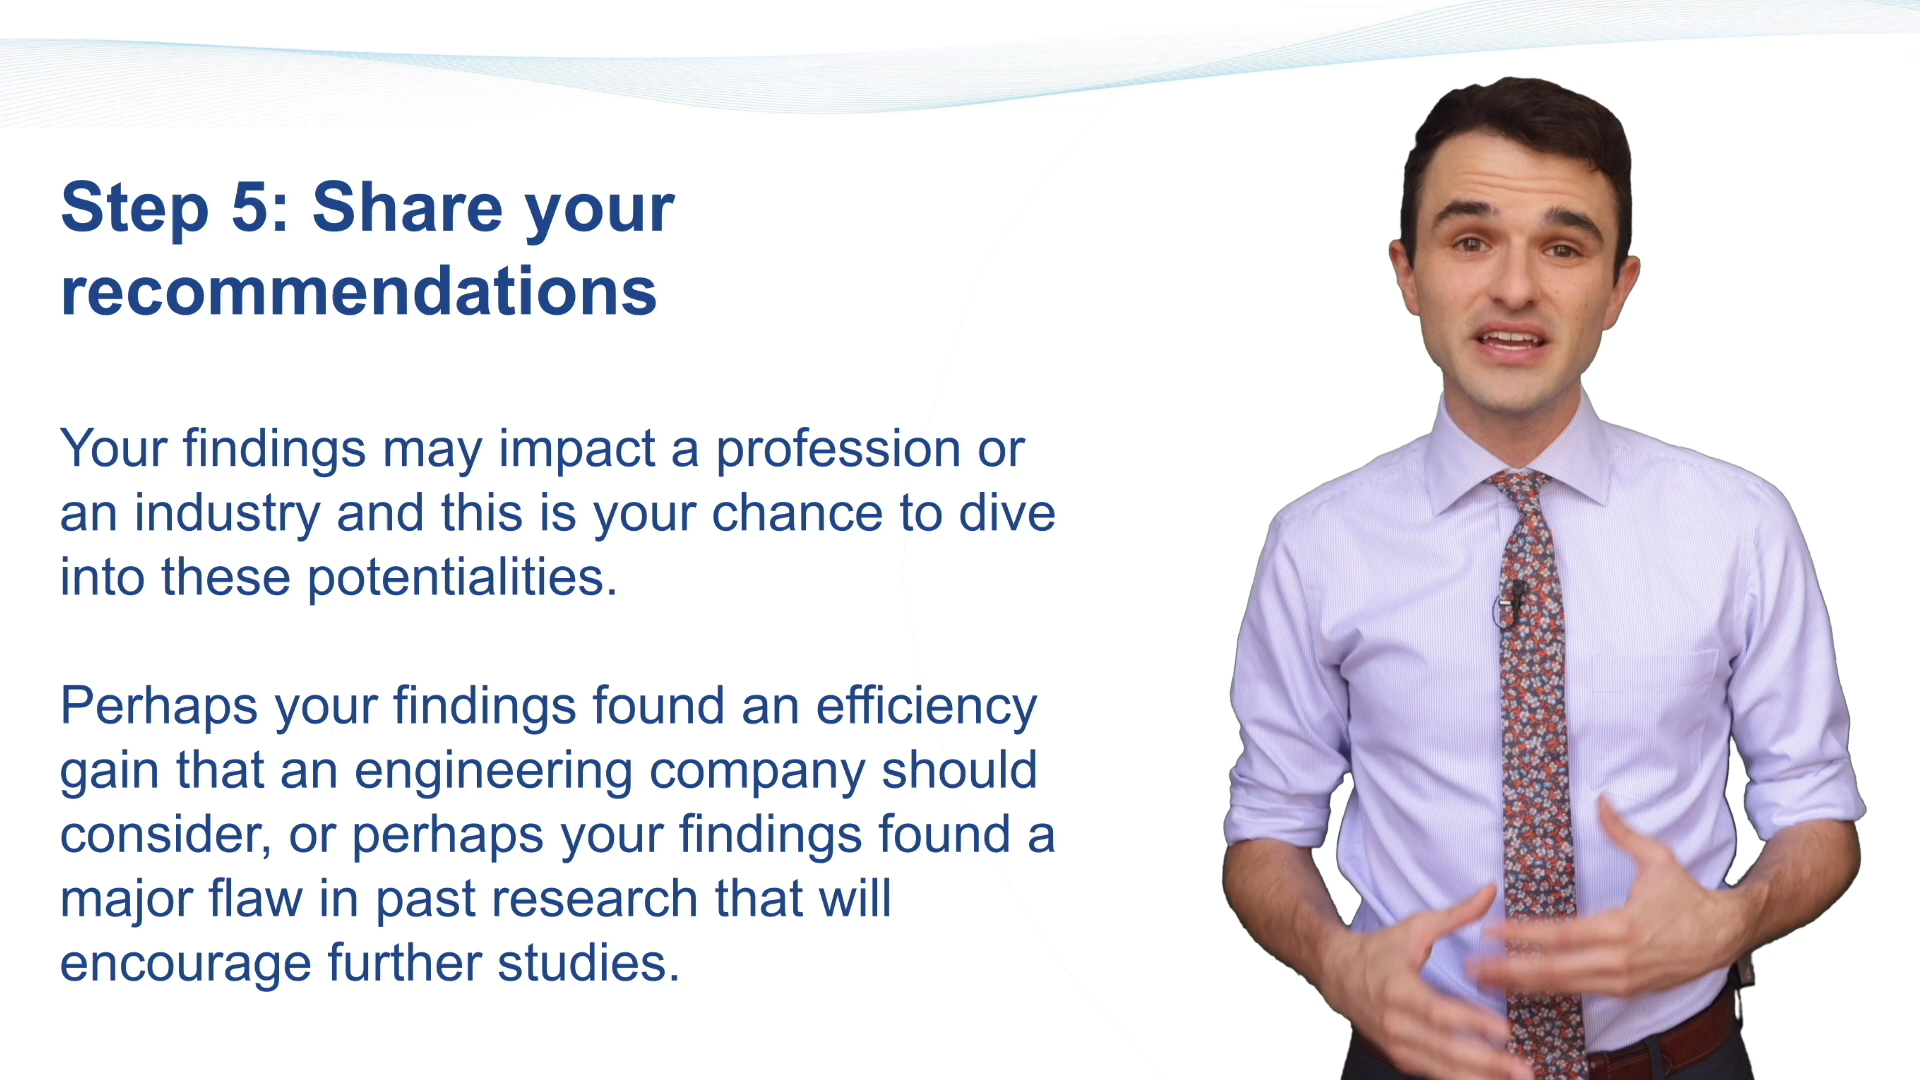 Step 5: Share your
recommendations
Your findings may impact a profession or
an industry and this is your chance to dive
into these potentialities.
Perhaps your findings found an efficiency
gain that an engineering company should
consider, or perhaps your findings found a
major flaw in past research that will
encourage further studies.